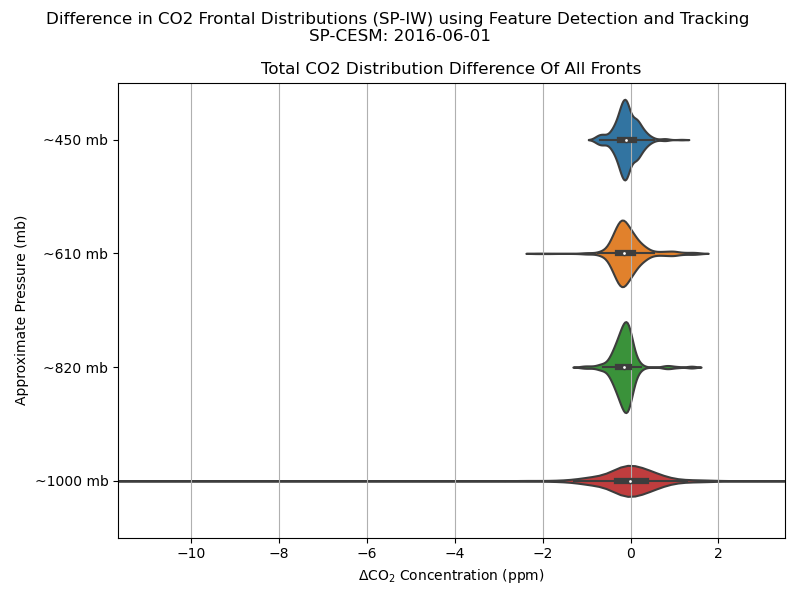 Difference in CO2 Frontal Distributions (SP-IW) using Feature Detection and Tracking
SP-CESM: 2016-06-01
Total CO2 Distribution Difference Of All Fronts
Approximate Pressure (mb)
~450 mb
~610 mb
~820 mb
~1000 mb
−10
−8
−6
−4
−2
0
2
ΔCO₂ Concentration (ppm)